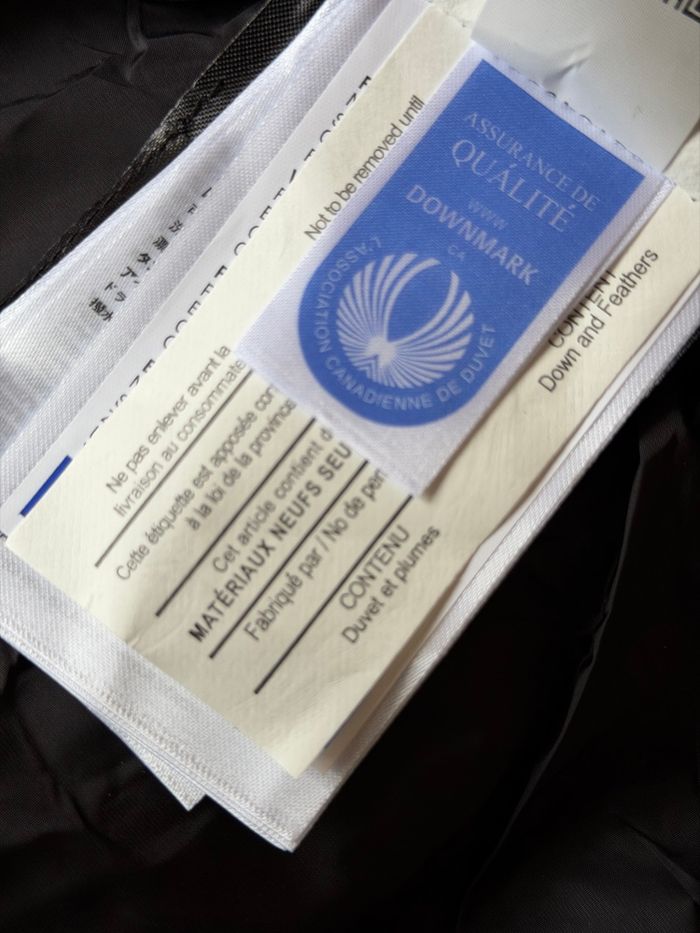 ASSURANCE DE
QUALITÉ
WWW
DOWNMARK
CA
L'ASSOCIATION CANADIENNE DE DUVET
Not to be removed until
CONTENT
Down and Feathers
Ne pas enlever avant la
livraison au consommate
Cette étiquette est apposée con
à la loi de la province
Cet article contient d
MATÉRIAUX NEUFS SEU
Fabriqué par / No de per
CONTENU
Duvet et plumes